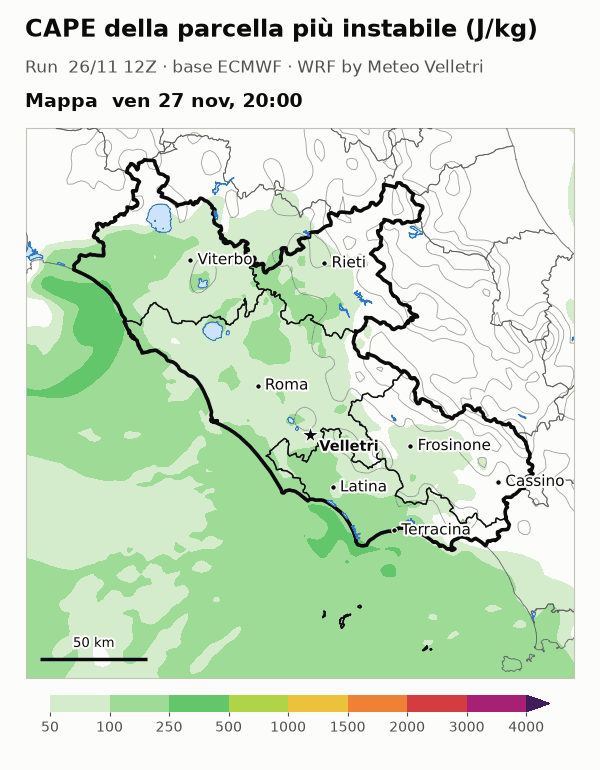 CAPE della parcella più instabile (J/kg)
Run  26/11 12Z · base ECMWF · WRF by Meteo Velletri
Mappa  ven 27 nov, 20:00
Viterbo
Rieti
Roma
Velletri
Frosinone
Latina
Cassino
Terracina
50 km
50 100 250 500 1000 1500 2000 3000 4000